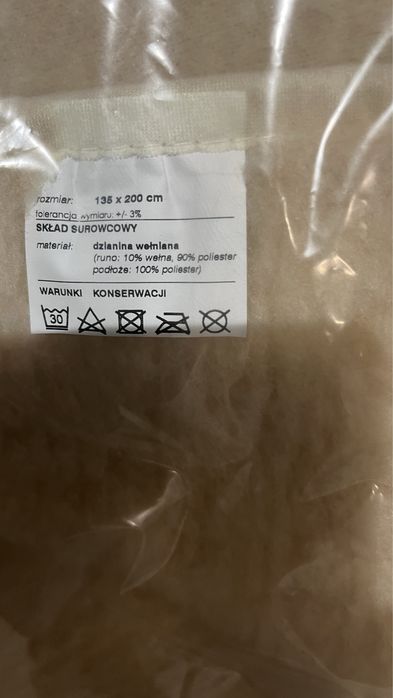 rozmiar: 135 x 200 cm
tolerancja wymiaru: +/- 3%
SKŁAD SUROWCOWY
materiał: dzianina wełniana
(runo: 10% wełna, 90% poliester
podłoże: 100% poliester)
WARUNKI KONSERWACJI
30